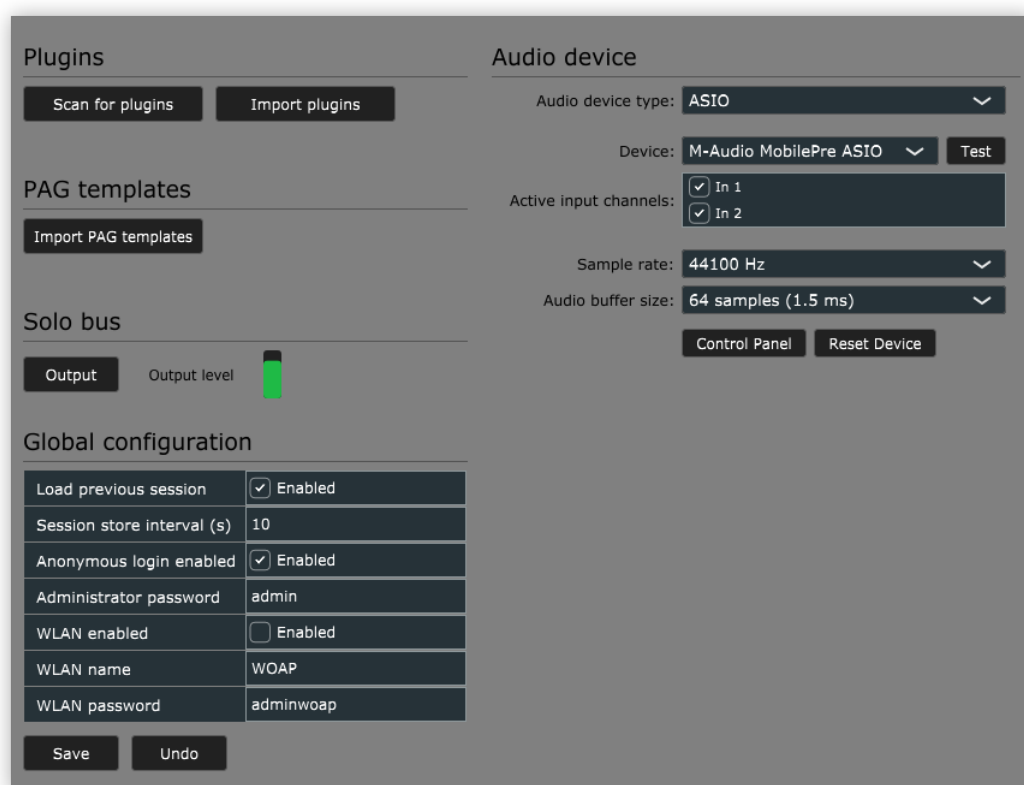 Plugins
Scan for plugins
Import plugins
PAG templates
Import PAG templates
Solo bus
Output
Output level
Global configuration
Load previous session Enabled
Session store interval (s) 10
Anonymous login enabled Enabled
Administrator password admin
WLAN enabled Enabled
WLAN name WOAP
WLAN password adminwoap
Save
Undo
Audio device
Audio device type: ASIO
Device: M-Audio MobilePre ASIO Test
Active input channels:
In 1
In 2
Sample rate: 44100 Hz
Audio buffer size: 64 samples (1.5 ms)
Control Panel
Reset Device